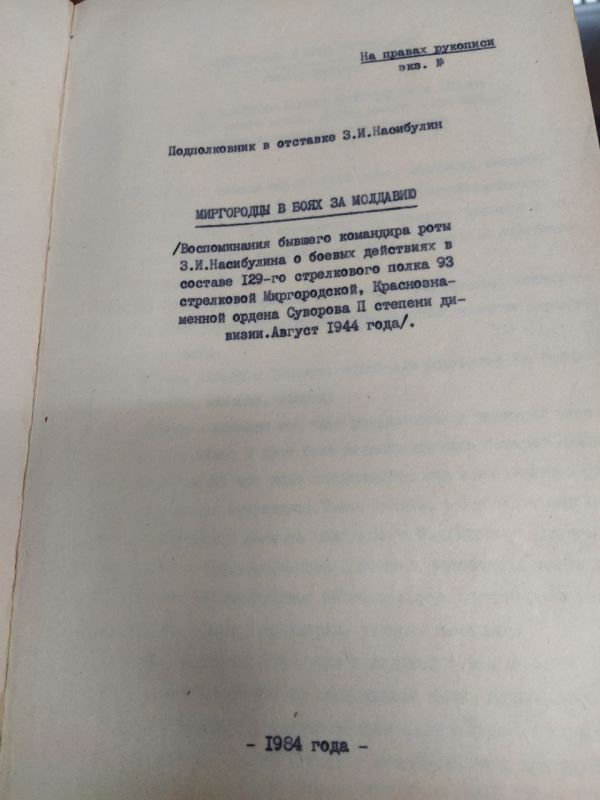 На правах рукописи
экз. №
Подполковник в отставке З.И.Насибулин
МИРГОРОДЦЫ В БОЯХ ЗА МОЛДАВИЮ
/Воспоминания бывшего командира роты
З.И.Насибулина о боевых действиях в
составе 129-го стрелкового полка 93
стрелковой Миргородской, Краснозна-
менной ордена Суворова П степени ди-
визии.Август 1944 года/.
- 1984 года -